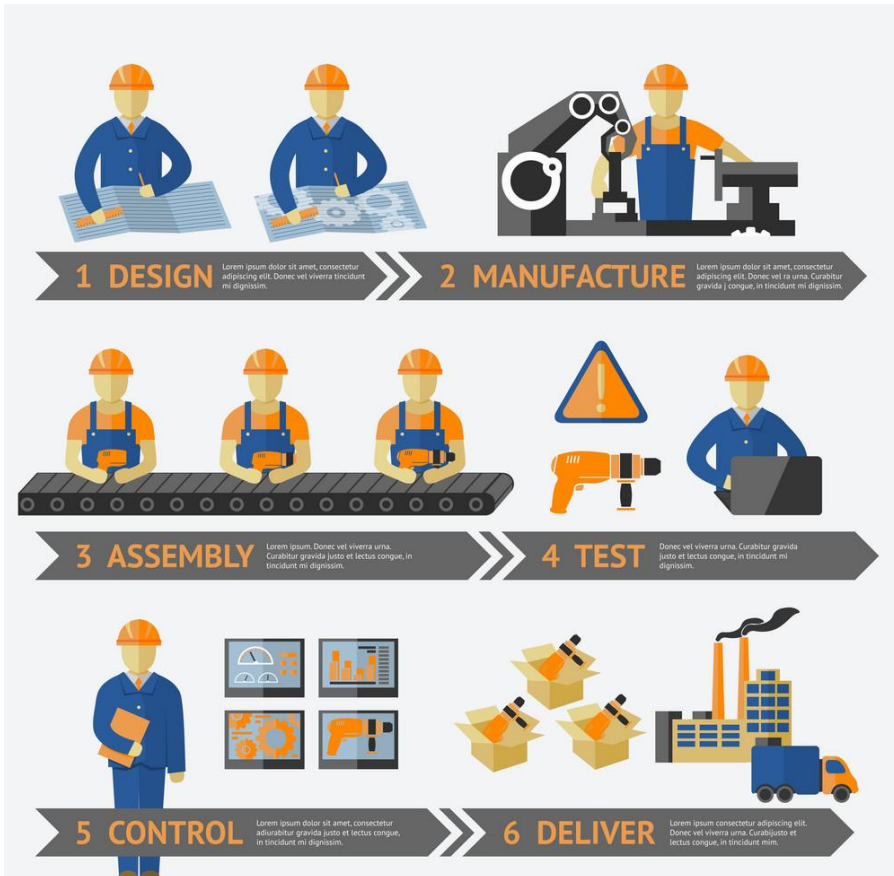 1 DESIGN
Lorem ipsum dolor sit amet, consectetur
adipiscing elit. Donec vel viverra tincidunt
mi dignissim.
2 MANUFACTURE
Lorem ipsum dolor sit amet, consectetur
adipiscing elit. Donec vel ra urna. Curabitur
gravida j congue, in tincidunt mi dignissim.
3 ASSEMBLY
Lorem ipsum. Donec vel viverra urna.
Curabitur gravida justo et lectus congue, in
tincidunt mi dignissim.
4 TEST
Donec vel viverra urna. Curabitur gravida
justo et lectus congue, in tincidunt mi
dignissim.
5 CONTROL
Lorem ipsum dolor sit amet, consectetur
adiurabitur gravida justo et lectus congue,
in tincidunt mi dignissim.
6 DELIVER
Lorem ipsum consectetur adipiscing elit.
Donec vel viverra urna. Curabijusto et
lectus congue, in tincidunt mim.